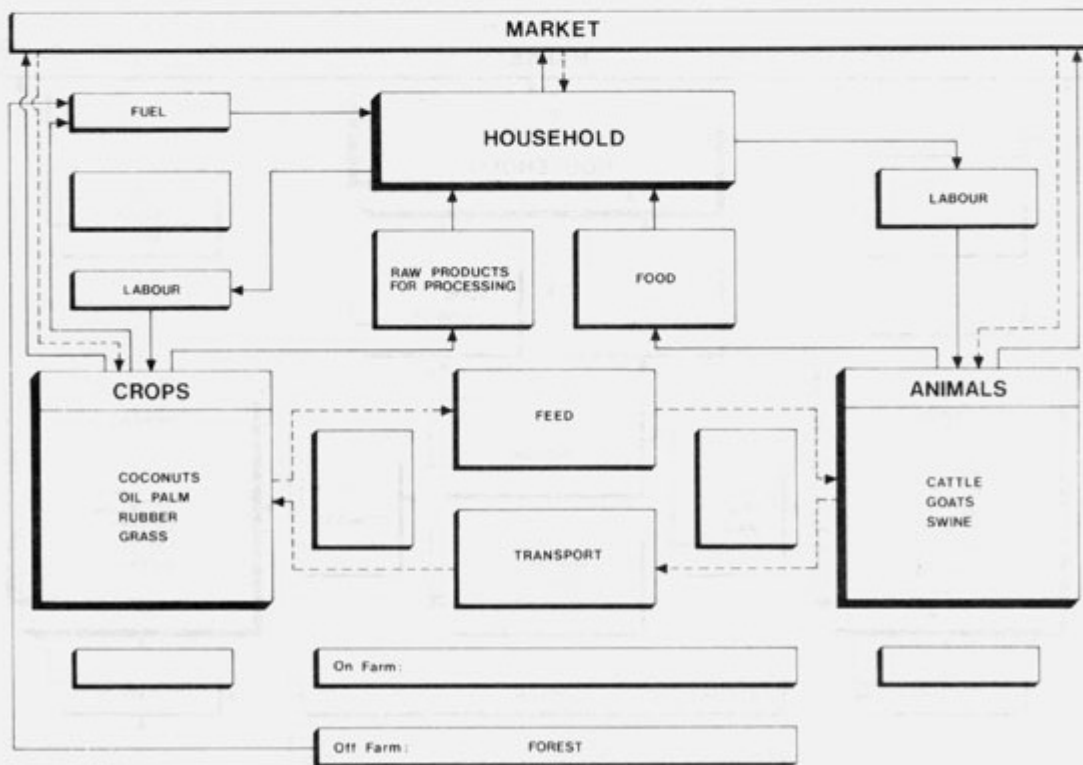 MARKET
FUEL
HOUSEHOLD
LABOUR
RAW PRODUCTS
FOR PROCESSING
FOOD
LABOUR
CROPS
COCONUTS
OIL PALM
RUBBER
GRASS
FEED
TRANSPORT
ANIMALS
CATTLE
GOATS
SWINE
On Farm:
Off Farm: FOREST